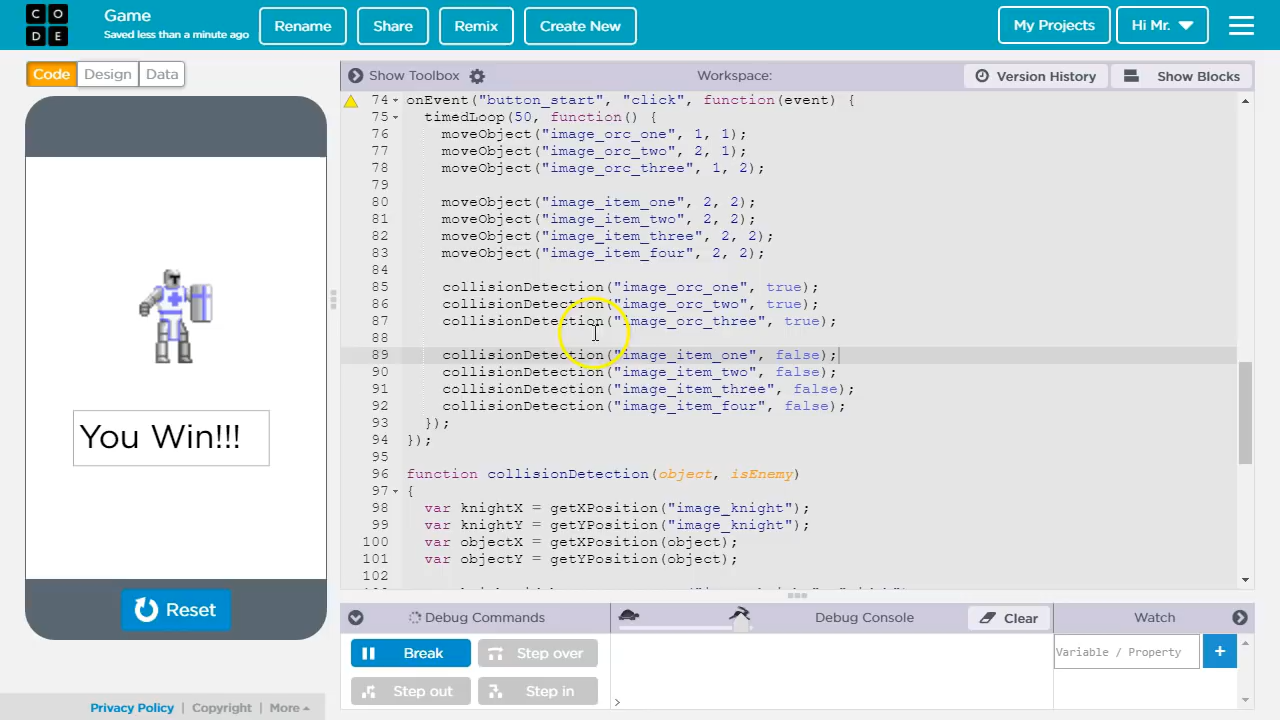 C O
D E
Game
Saved less than a minute ago
Rename
Share
Remix
Create New
My Projects
Hi Mr.
Code
Design
Data
Show Toolbox
Workspace:
Version History
Show Blocks
74 onEvent("button_start", "click", function(event) {
75 timedLoop(50, function() {
76 moveObject("image_orc_one", 1, 1);
77 moveObject("image_orc_two", 2, 1);
78 moveObject("image_orc_three", 1, 2);
79
80 moveObject("image_item_one", 2, 2);
81 moveObject("image_item_two", 2, 2);
82 moveObject("image_item_three", 2, 2);
83 moveObject("image_item_four", 2, 2);
84
85 collisionDetection("image_orc_one", true);
86 collisionDetection("image_orc_two", true);
87 collisionDetection("image_orc_three", true);
88
89 collisionDetection("image_item_one", false);
90 collisionDetection("image_item_two", false);
91 collisionDetection("image_item_three", false);
92 collisionDetection("image_item_four", false);
93 });
94 });
95
96 function collisionDetection(object, isEnemy)
97 {
98 var knightX = getXPosition("image_knight");
99 var knightY = getYPosition("image_knight");
100 var objectX = getXPosition(object);
101 var objectY = getYPosition(object);
102
You Win!!!
Reset
Debug Commands
Debug Console
Clear
Watch
Break
Step over
Step out
Step in
Variable / Property
+
>
Privacy Policy | Copyright | More